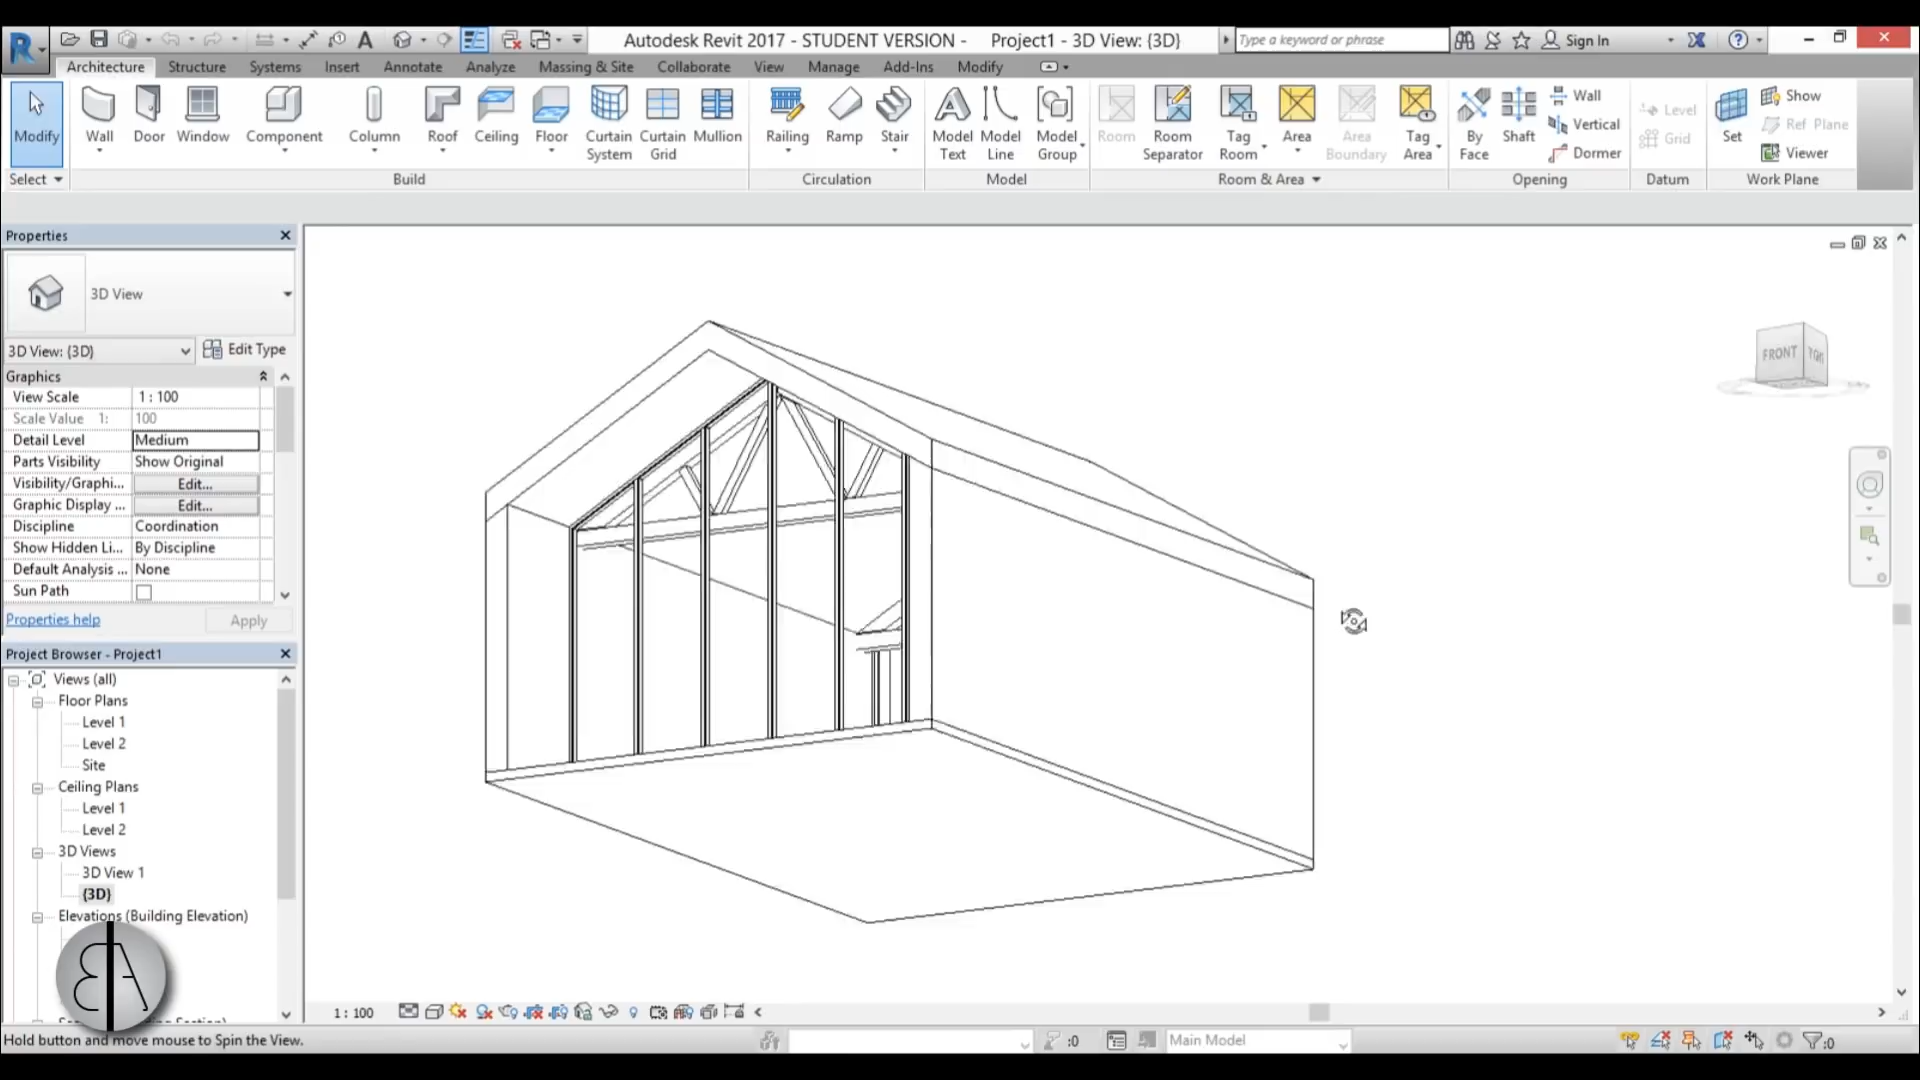 Autodesk Revit 2017 - STUDENT VERSION - Project1 - 3D View: {3D}
Type a keyword or phrase
Sign In
Architecture Structure Systems Insert Annotate Analyze Massing & Site Collaborate View Manage Add-Ins Modify
Modify Wall Door Window Component Column Roof Ceiling Floor Curtain System Curtain Grid Mullion Railing Ramp Stair Model Text Model Line Model Group Room Room Separator Tag Room Area Area Boundary Tag Area By Face Shaft Wall Vertical Dormer Level Grid Set Show Ref Plane Viewer
Select Build Circulation Model Room & Area Opening Datum Work Plane
Properties
3D View
3D View: {3D} Edit Type
Graphics
View Scale 1 : 100
Scale Value 1: 100
Detail Level Medium
Parts Visibility Show Original
Visibility/Graphi... Edit...
Graphic Display ... Edit...
Discipline Coordination
Show Hidden Li... By Discipline
Default Analysis ... None
Sun Path
Properties help Apply
Project Browser - Project1
Views (all)
Floor Plans
Level 1
Level 2
Site
Ceiling Plans
Level 1
Level 2
3D Views
3D View 1
{3D}
Elevations (Building Elevation)
FRONT
1 : 100
Hold button and move mouse to Spin the View.
:0
Main Model
:0